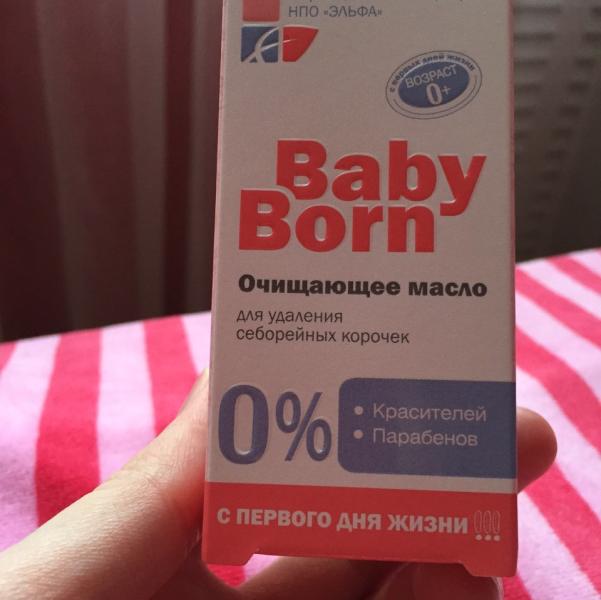 НПО «ЭЛЬФА»
с первых дней жизни
ВОЗРАСТ
0+
Baby
Born
Очищающее масло
для удаления
себорейных корочек
0%
• Красителей
• Парабенов
С ПЕРВОГО ДНЯ ЖИЗНИ !!!